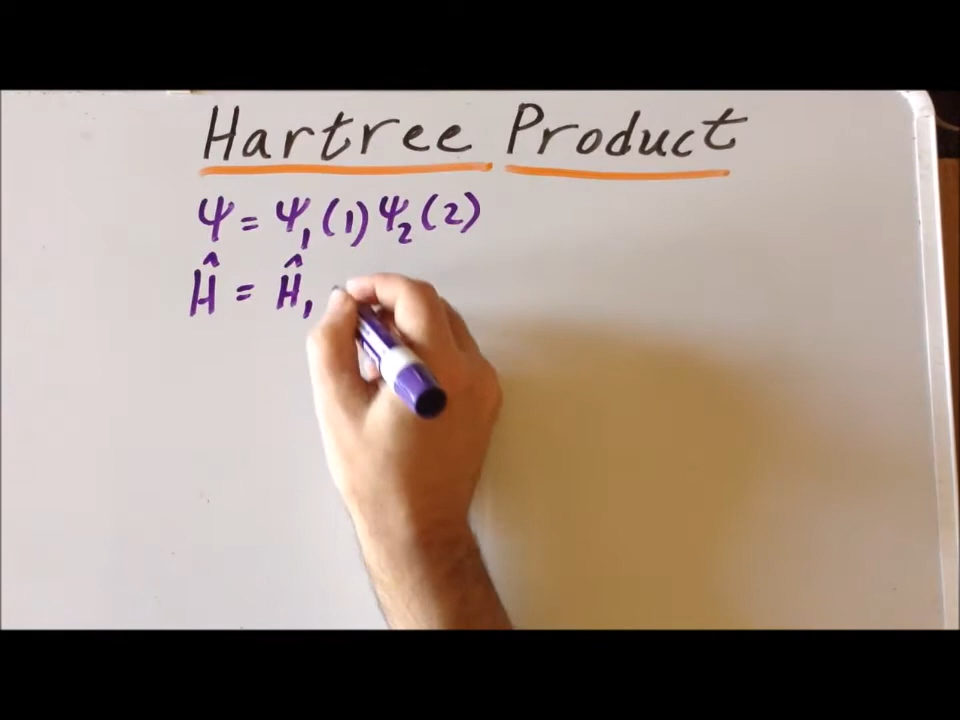 Hartree Product
Ψ = Ψ₁(1)Ψ₂(2)
Ĥ = Ĥ₁